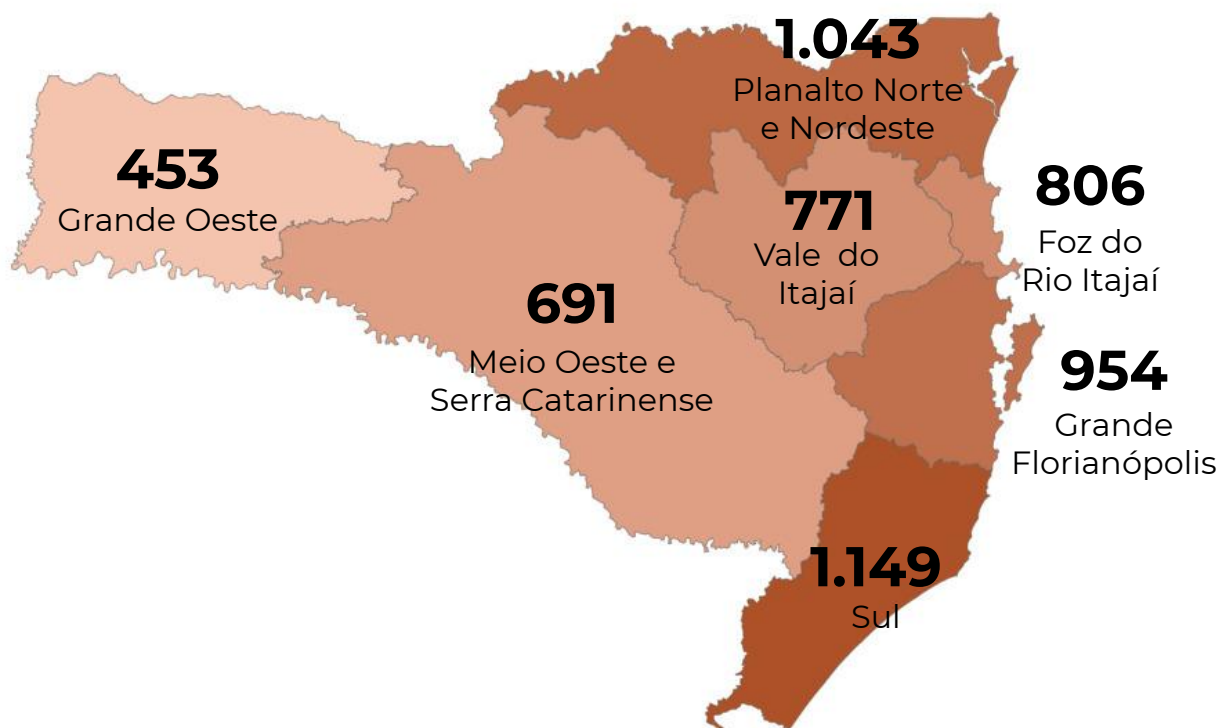 1.043
Planalto Norte
e Nordeste
453
Grande Oeste
771
Vale do
Itajaí
806
Foz do
Rio Itajaí
691
Meio Oeste e
Serra Catarinense
954
Grande
Florianópolis
1.149
Sul